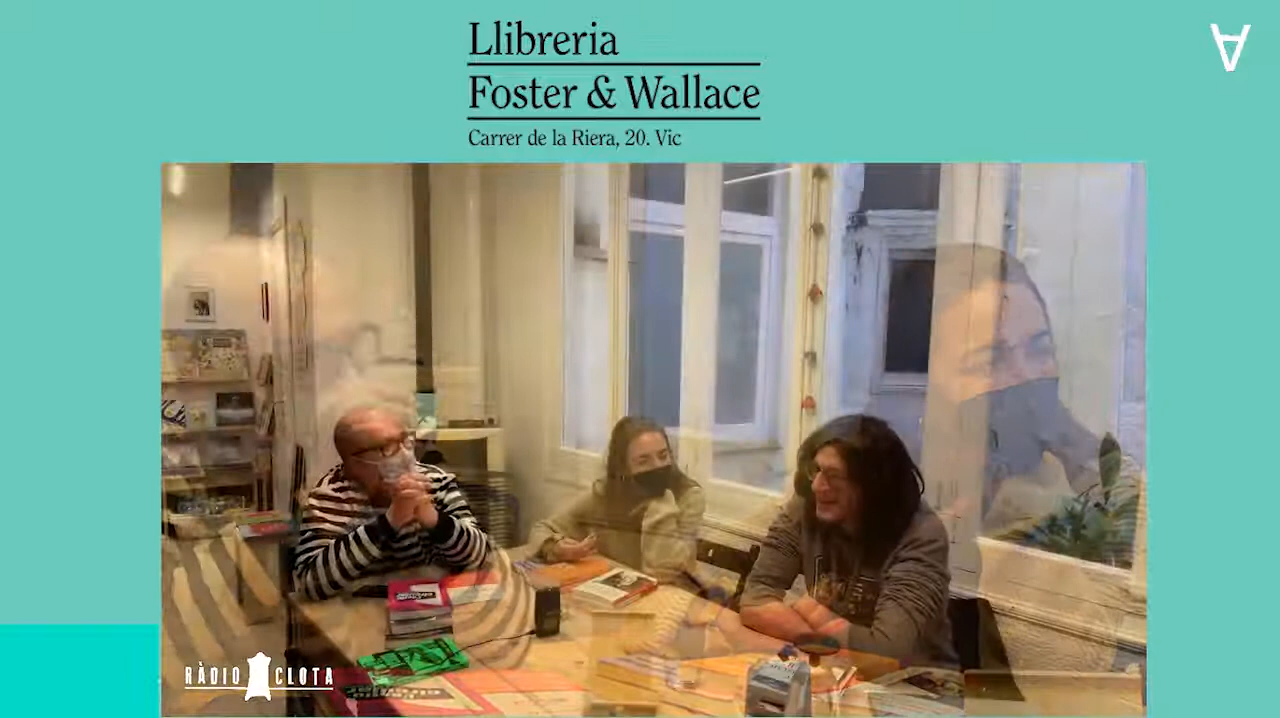 Llibreria
Foster & Wallace
Carrer de la Riera, 20. Vic
RÀDIO CLOTA